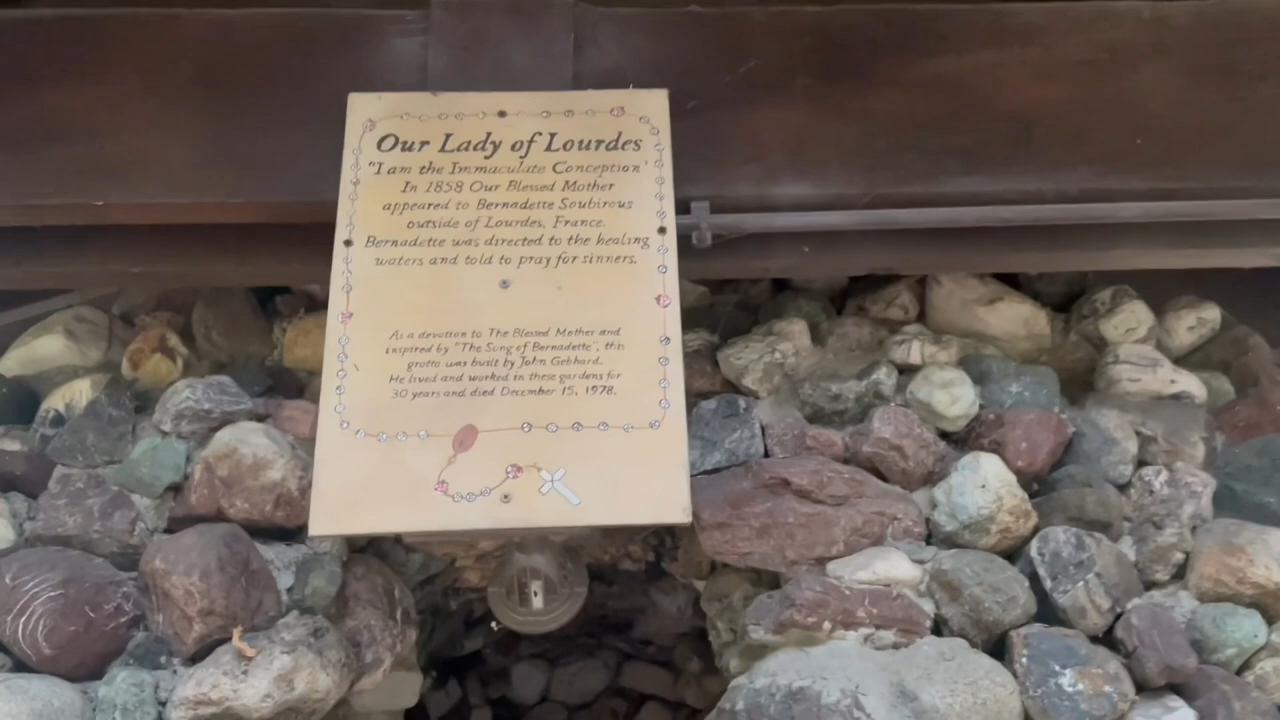 Our Lady of Lourdes
"I am the Immaculate Conception"
In 1858 Our Blessed Mother
appeared to Bernadette Soubirous
outside of Lourdes, France.
Bernadette was directed to the healing
waters and told to pray for sinners.
As a devotion to The Blessed Mother and
inspired by "The Song of Bernadette", this
grotto was built by John Gebhard.
He lived and worked in these gardens for
30 years and died December 15, 1978.